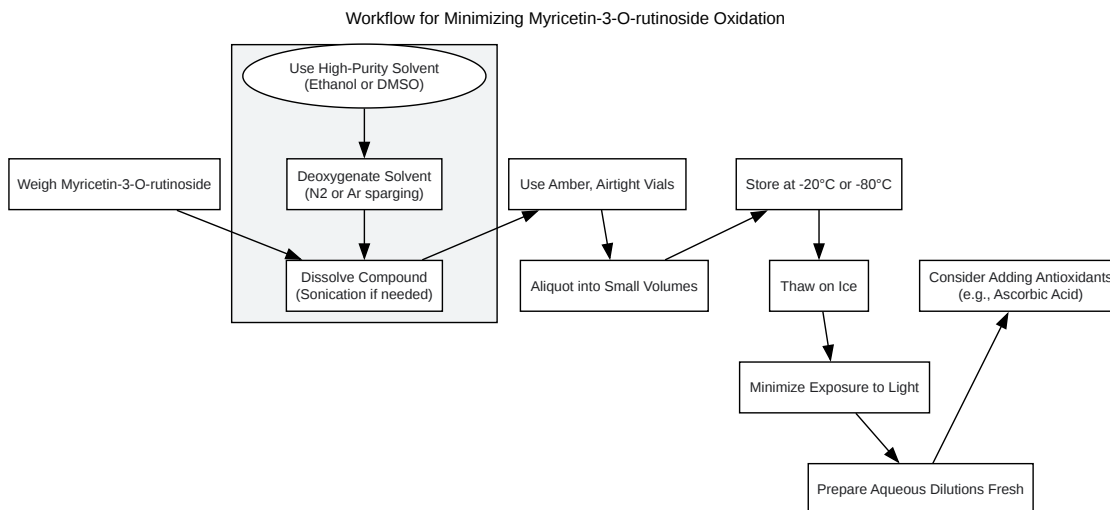 Workflow for Minimizing Myricetin-3-O-rutinoside Oxidation
Use High-Purity Solvent
(Ethanol or DMSO)
Weigh Myricetin-3-O-rutinoside
Deoxygenate Solvent
(N2 or Ar sparging)
Use Amber, Airtight Vials
Store at -20°C or -80°C
Dissolve Compound
(Sonication if needed)
Aliquot into Small Volumes
Thaw on Ice
Consider Adding Antioxidants
(e.g., Ascorbic Acid)
Minimize Exposure to Light
Prepare Aqueous Dilutions Fresh